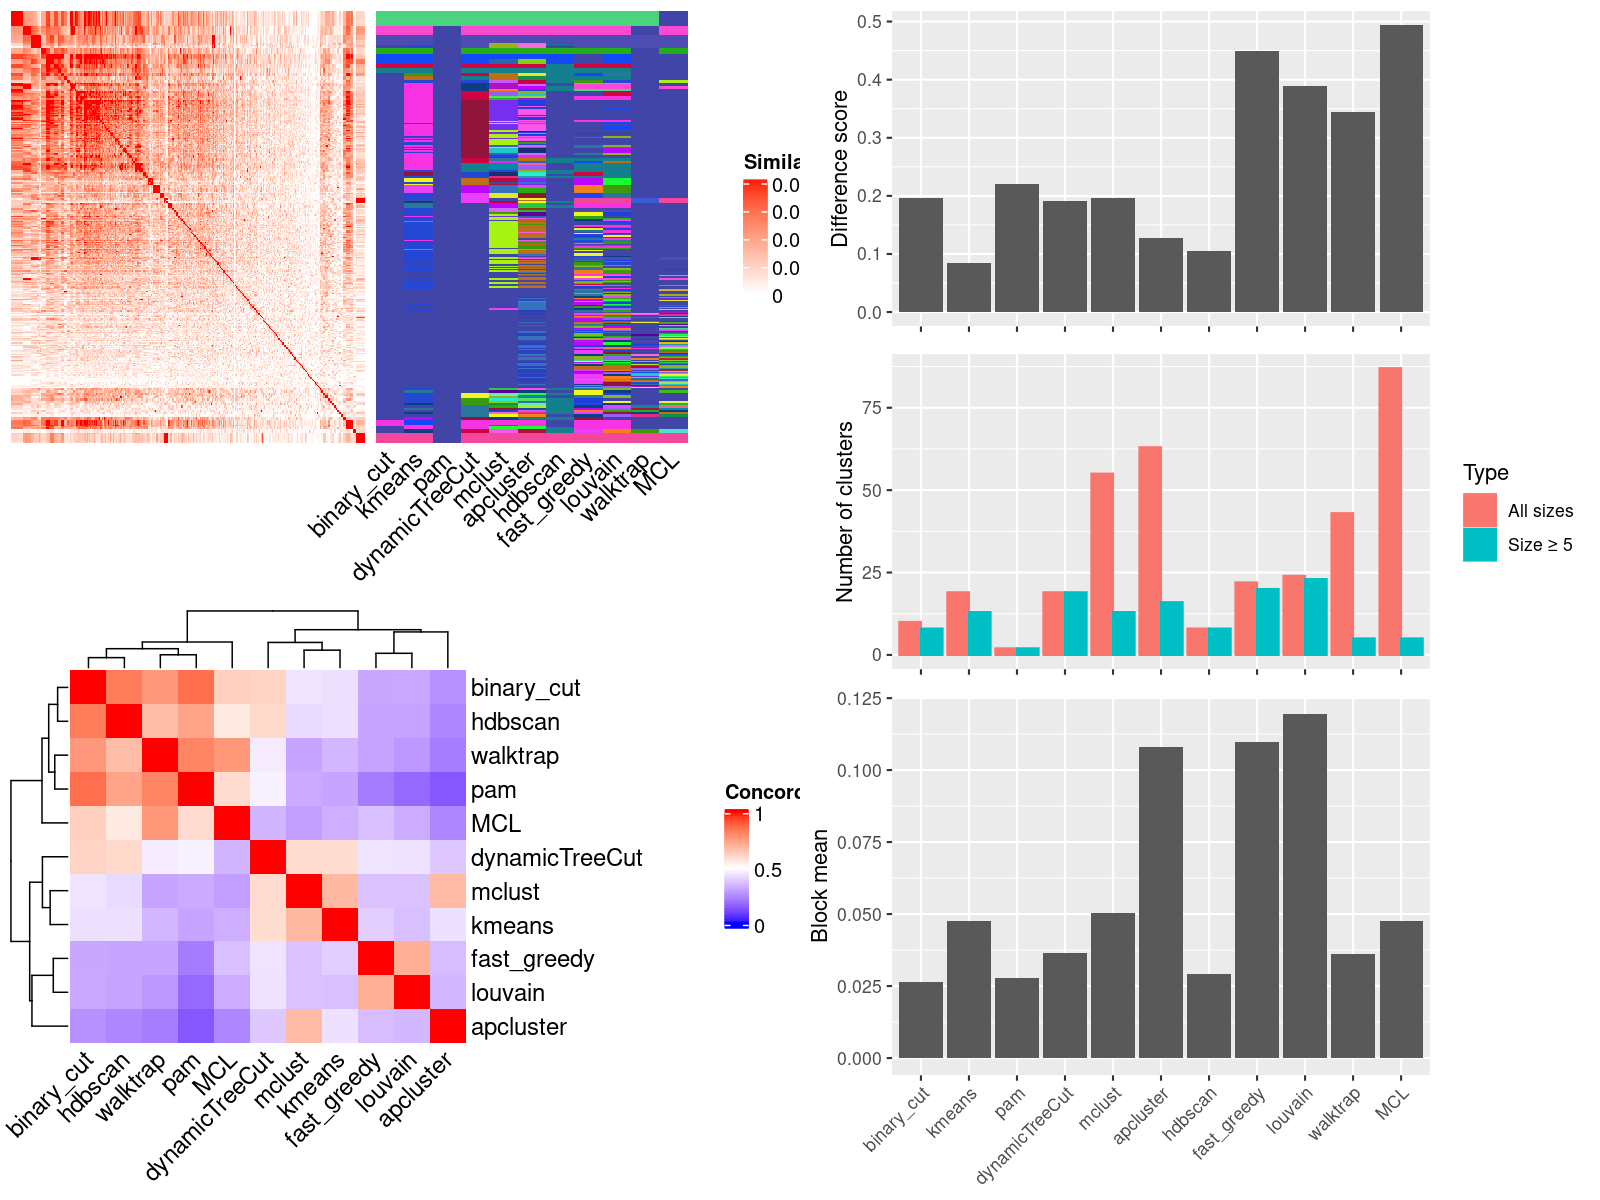 Simila
0.0
0.0
0.0
0.0
0
binary_cut
kmeans
pam
dynamicTreeCut
mclust
apcluster
hdbscan
fast_greedy
louvain
walktrap
MCL
binary_cut
hdbscan
walktrap
pam
MCL
dynamicTreeCut
mclust
kmeans
fast_greedy
louvain
apcluster
binary_cut
hdbscan
walktrap
pam
MCL
dynamicTreeCut
mclust
kmeans
fast_greedy
louvain
apcluster
Concord
1
0.5
0
Difference score
0.5
0.4
0.3
0.2
0.1
0.0
Number of clusters
75
50
25
0
Type
All sizes
Size ≥ 5
Block mean
0.125
0.100
0.075
0.050
0.025
0.000
binary_cut
kmeans
pam
dynamicTreeCut
mclust
apcluster
hdbscan
fast_greedy
louvain
walktrap
MCL